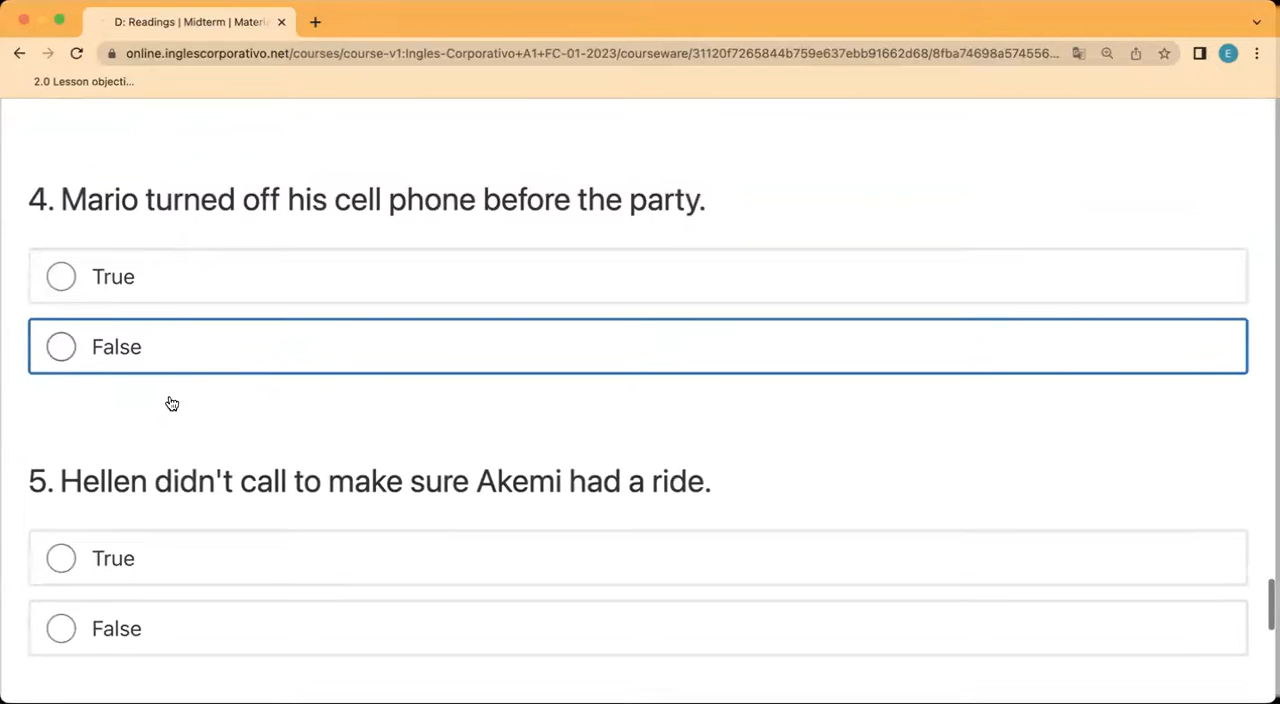 D: Readings | Midterm | Materi
online.inglescorporativo.net/courses/course-v1:Ingles-Corporativo+A1+FC-01-2023/courseware/31120f7265844b759e637ebb91662d68/8fba74698a574556...
E
2.0 Lesson objecti...
4. Mario turned off his cell phone before the party.
True
False
5. Hellen didn't call to make sure Akemi had a ride.
True
False